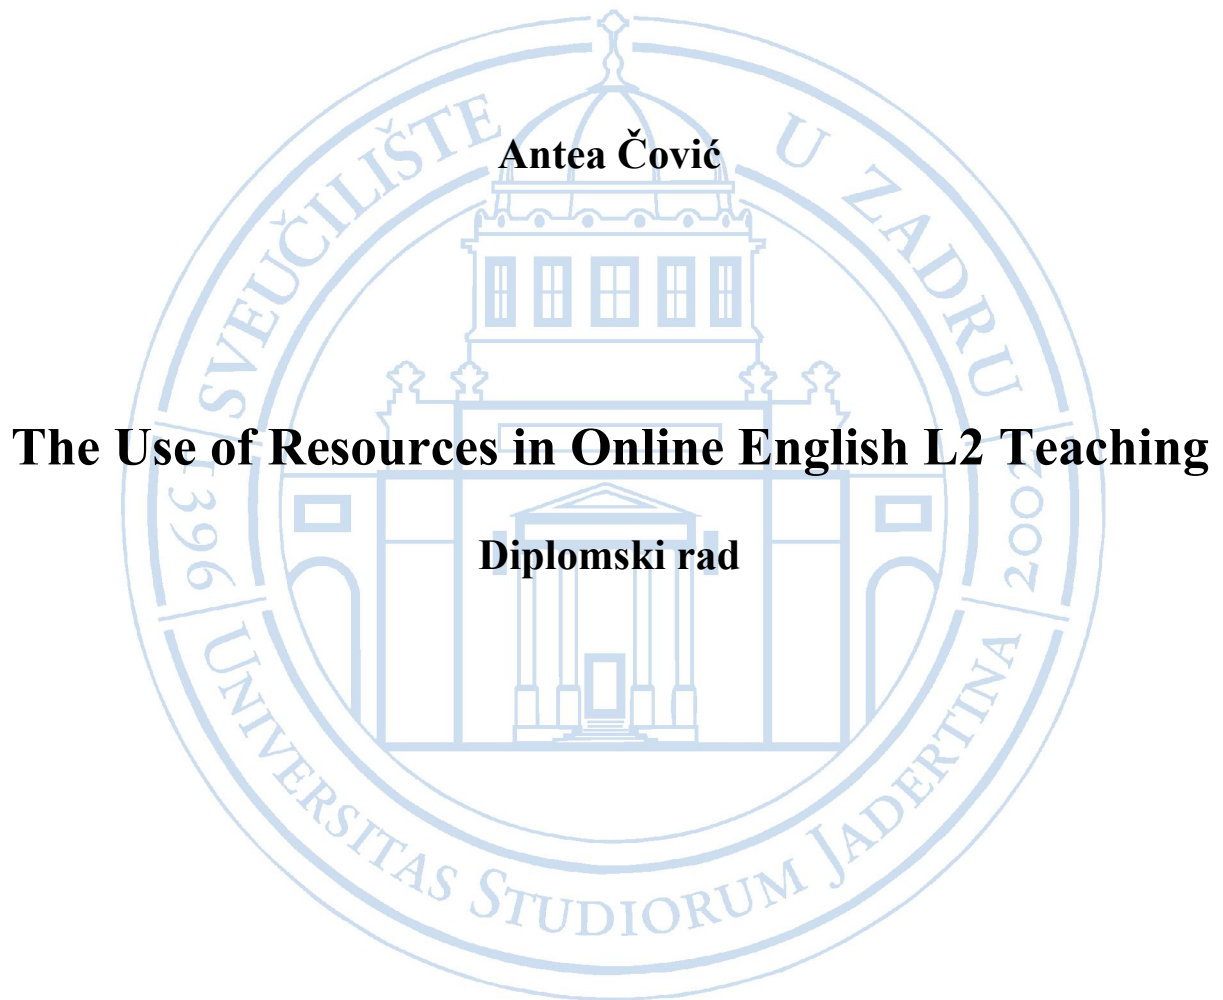 Antea Čović
The Use of Resources in Online English L2 Teaching
Diplomski rad
SVEUČILIŠTE U ZADRU
1396
2002
UNIVERSITAS STUDIORUM JADERTINA